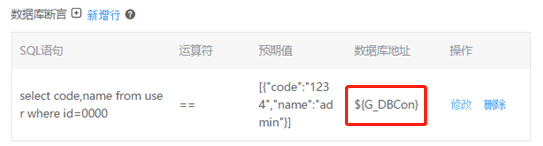 数据库断言 新增行
SQL语句 运算符 预期值 数据库地址 操作
select code,name from use
r where id=0000
==
[{"code":"123
4","name":"ad
min"}]
${G_DBCon}
修改 删除